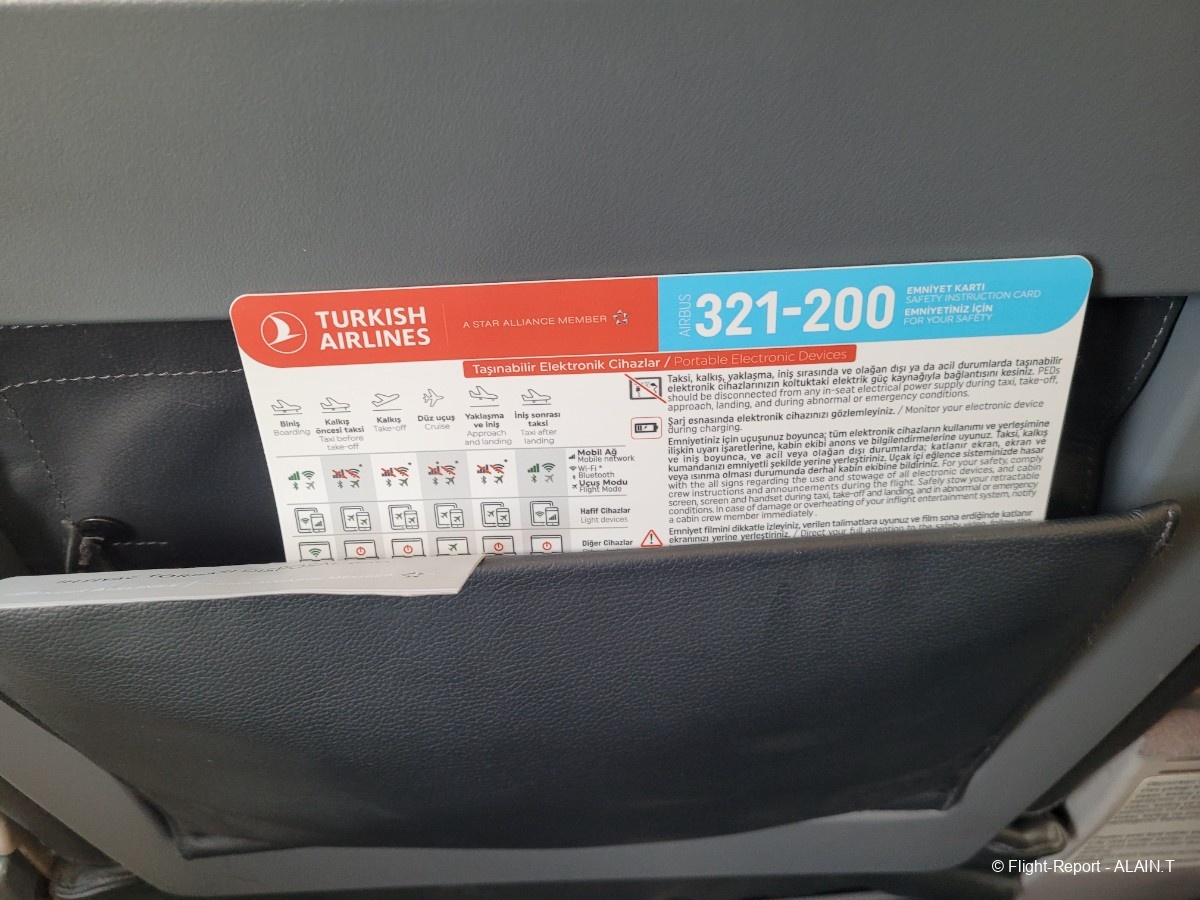 TURKISH
AIRLINES
A STAR ALLIANCE MEMBER
AIRBUS
321-200
EMNİYET KARTI
SAFETY INSTRUCTION CARD
EMNİYETİNİZ İÇİN
FOR YOUR SAFETY
Taşınabilir Elektronik Cihazlar / Portable Electronic Devices
Biniş
Boarding
Kalkış
öncesi taksi
Taxi before
take-off
Kalkış
Take-off
Düz uçuş
Cruise
Yaklaşma
ve iniş
Approach
and landing
İniş sonrası
taksi
Taxi after
landing
Mobil Ağ
Mobile network
Wi-Fi *
Bluetooth
Uçuş Modu
Flight Mode
Hafif Cihazlar
Light devices
Diğer Cihazlar
Taksi, kalkış, yaklaşma, iniş sırasında ve olağan dışı ya da acil durumlarda taşınabilir
elektronik cihazlarınızın koltuktaki elektrik güç kaynağıyla bağlantısını kesiniz. PEDs
should be disconnected from any in-seat electrical power supply during taxi, take-off,
approach, landing, and during abnormal or emergency conditions.
Şarj esnasında elektronik cihazınızı gözlemleyiniz. / Monitor your electronic device
during charging.
Emniyetiniz için uçuşunuz boyunca; tüm elektronik cihazların kullanımı ve yerleşimine
ilişkin uyarı işaretlerine, kabin ekibi anons ve bilgilendirmelerine uyunuz. Taksi, kalkış
ve iniş boyunca, ve acil veya olağan dışı durumlarda; katlanır ekran, ekran ve
kumandanızı emniyetli şekilde yerine yerleştiriniz. Uçak içi eğlence sisteminizde hasar
veya ısınma olması durumunda derhal kabin ekibine bildiriniz. For your safety, comply
with the all signs regarding the use and stowage of all electronic devices, and cabin
crew instructions and announcements during the flight. Safely stow your retractable
screen, screen and handset during taxi, take-off and landing, and in abnormal or emergency
conditions. In case of damage or overheating of your inflight entertainment system, notify
a cabin crew member immediately.
Emniyet filmini dikkatle izleyiniz, verilen talimatlara uyunuz ve film sona erdiğinde katlanır
ekranınızı yerine yerleştiriniz. / Direct your full attention to the safety
© Flight-Report - ALAIN.T